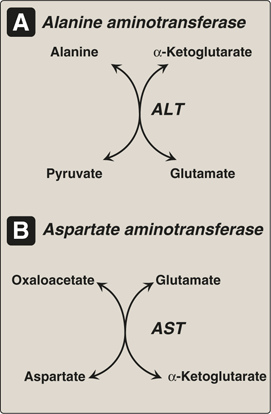 A Alanine aminotransferase
Alanine α-Ketoglutarate
ALT
Pyruvate Glutamate
B Aspartate aminotransferase
Oxaloacetate Glutamate
AST
Aspartate α-Ketoglutarate